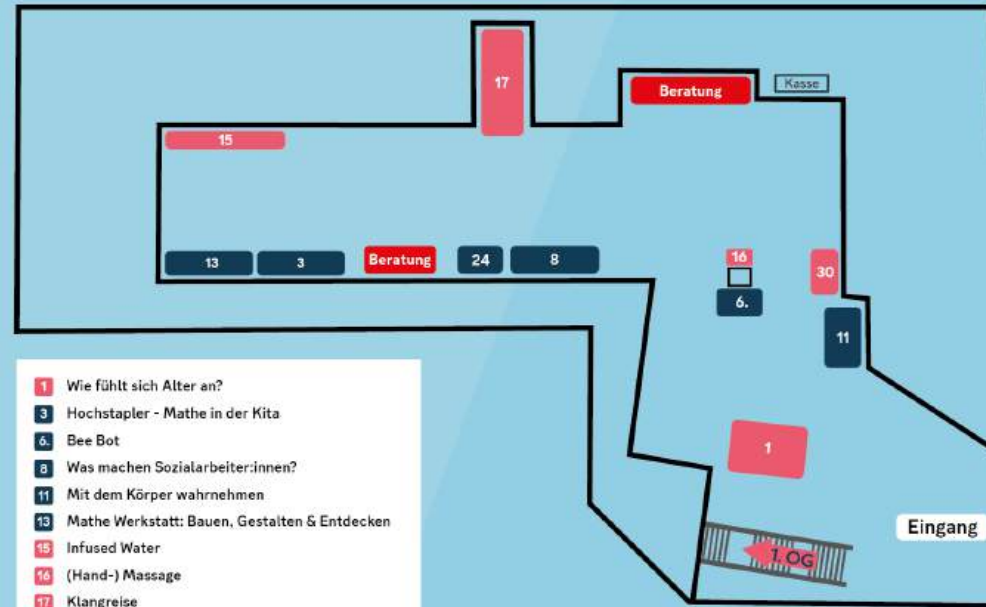 17
Beratung
Kasse
15
13
3
Beratung
24
8
16
6.
30
11
1
Eingang
1. OG
1 Wie fühlt sich Alter an?
3 Hochstapler - Mathe in der Kita
6. Bee Bot
8 Was machen Sozialarbeiter:innen?
11 Mit dem Körper wahrnehmen
13 Mathe Werkstatt: Bauen, Gestalten & Entdecken
15 Infused Water
16 (Hand-) Massage
17 Klangreise